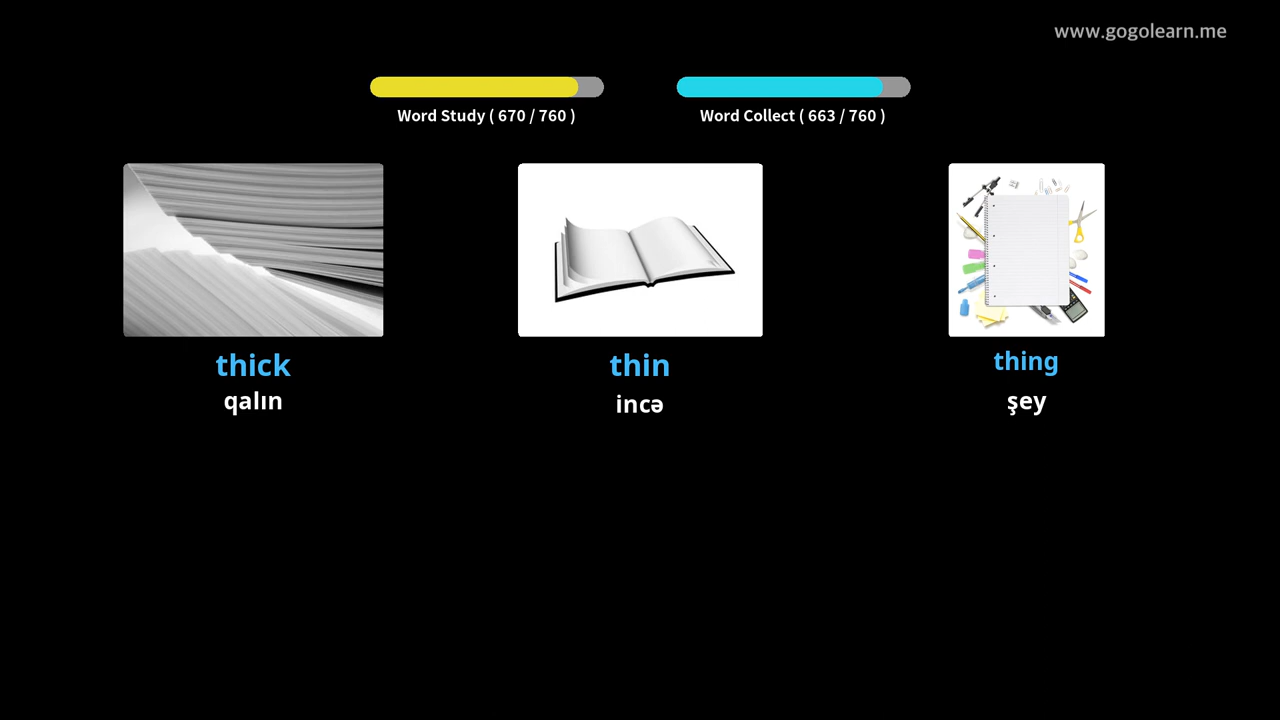 www.gogolearn.me
Word Study ( 670 / 760 )
Word Collect ( 663 / 760 )
thick
thin
thing
qalın
incə
şey